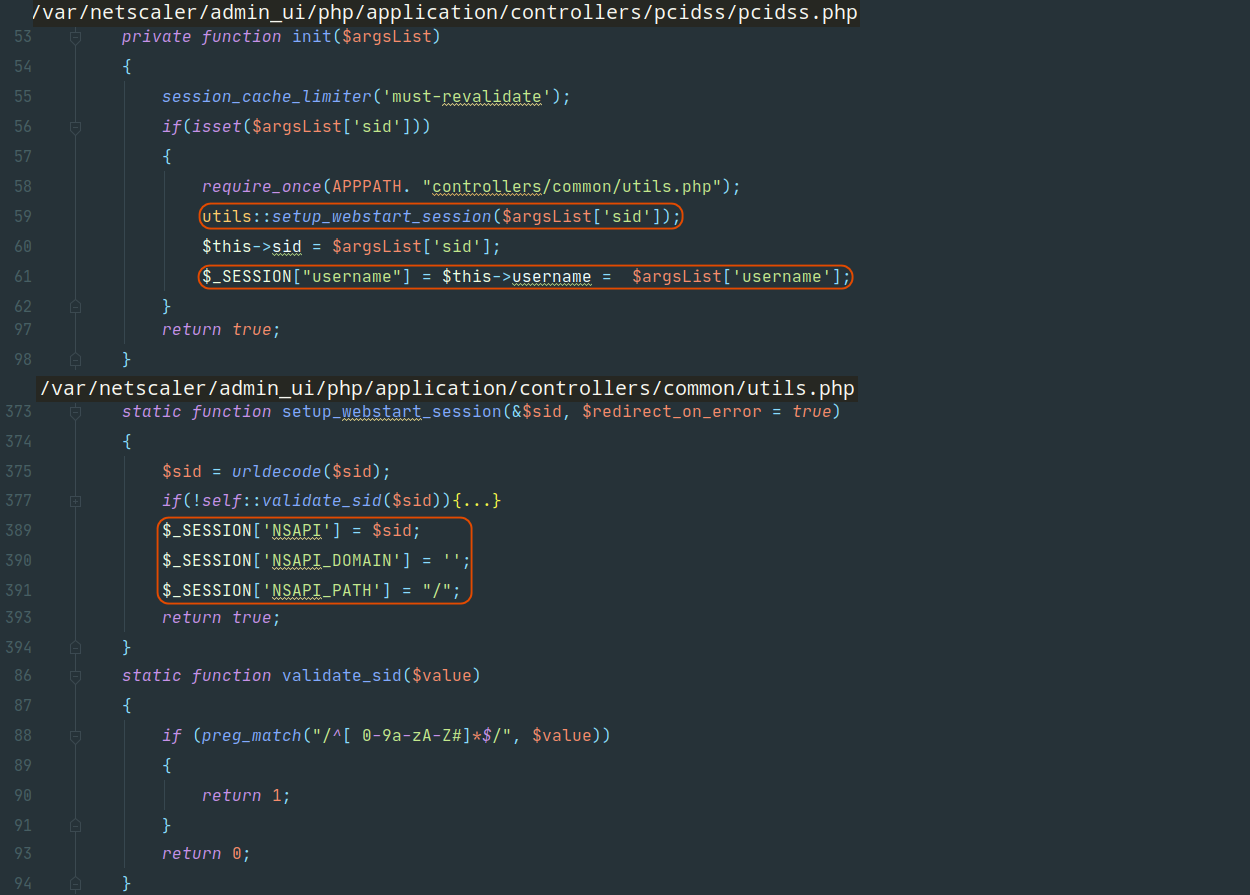 /var/netscaler/admin_ui/php/application/controllers/pcidss/pcidss.php
53 private function init($argsList)
54 {
55 session_cache_limiter('must-revalidate');
56 if(isset($argsList['sid']))
57 {
58 require_once(APPPATH. "controllers/common/utils.php");
59 utils::setup_webstart_session($argsList['sid']);
60 $this->sid = $argsList['sid'];
61 $_SESSION["username"] = $this->username =  $argsList['username'];
62 }
97 return true;
98 }
/var/netscaler/admin_ui/php/application/controllers/common/utils.php
373 static function setup_webstart_session(&$sid, $redirect_on_error = true)
374 {
375 $sid = urldecode($sid);
377 if(!self::validate_sid($sid)){...}
389 $_SESSION['NSAPI'] = $sid;
390 $_SESSION['NSAPI_DOMAIN'] = '';
391 $_SESSION['NSAPI_PATH'] = "/";
393 return true;
394 }
86 static function validate_sid($value)
87 {
88 if (preg_match("/^[ 0-9a-zA-Z#]*$/", $value))
89 {
90 return 1;
91 }
93 return 0;
94 }